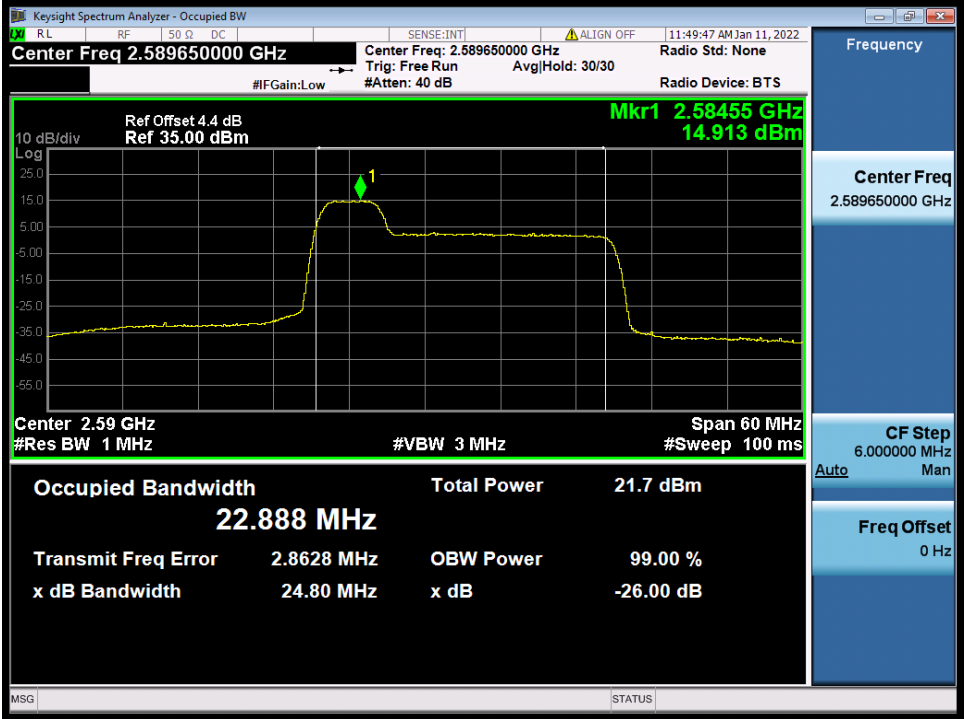 Keysight Spectrum Analyzer - Occupied BW
LXI RL RF 50 Ω DC SENSE:INT ALIGN OFF 11:49:47 AM Jan 11, 2022
Center Freq 2.589650000 GHz
Center Freq: 2.589650000 GHz Radio Std: None
Trig: Free Run Avg|Hold: 30/30
#IFGain:Low #Atten: 40 dB Radio Device: BTS
Mkr1 2.58455 GHz
14.913 dBm
Ref Offset 4.4 dB
10 dB/div Ref 35.00 dBm
Log
25.0
15.0
5.00
-5.00
-15.0
-25.0
-35.0
-45.0
-55.0
1
Center 2.59 GHz Span 60 MHz
#Res BW 1 MHz #VBW 3 MHz #Sweep 100 ms
Occupied Bandwidth Total Power 21.7 dBm
22.888 MHz
Transmit Freq Error 2.8628 MHz OBW Power 99.00 %
x dB Bandwidth 24.80 MHz x dB -26.00 dB
Frequency
Center Freq
2.589650000 GHz
CF Step
6.000000 MHz
Auto Man
Freq Offset
0 Hz
MSG STATUS